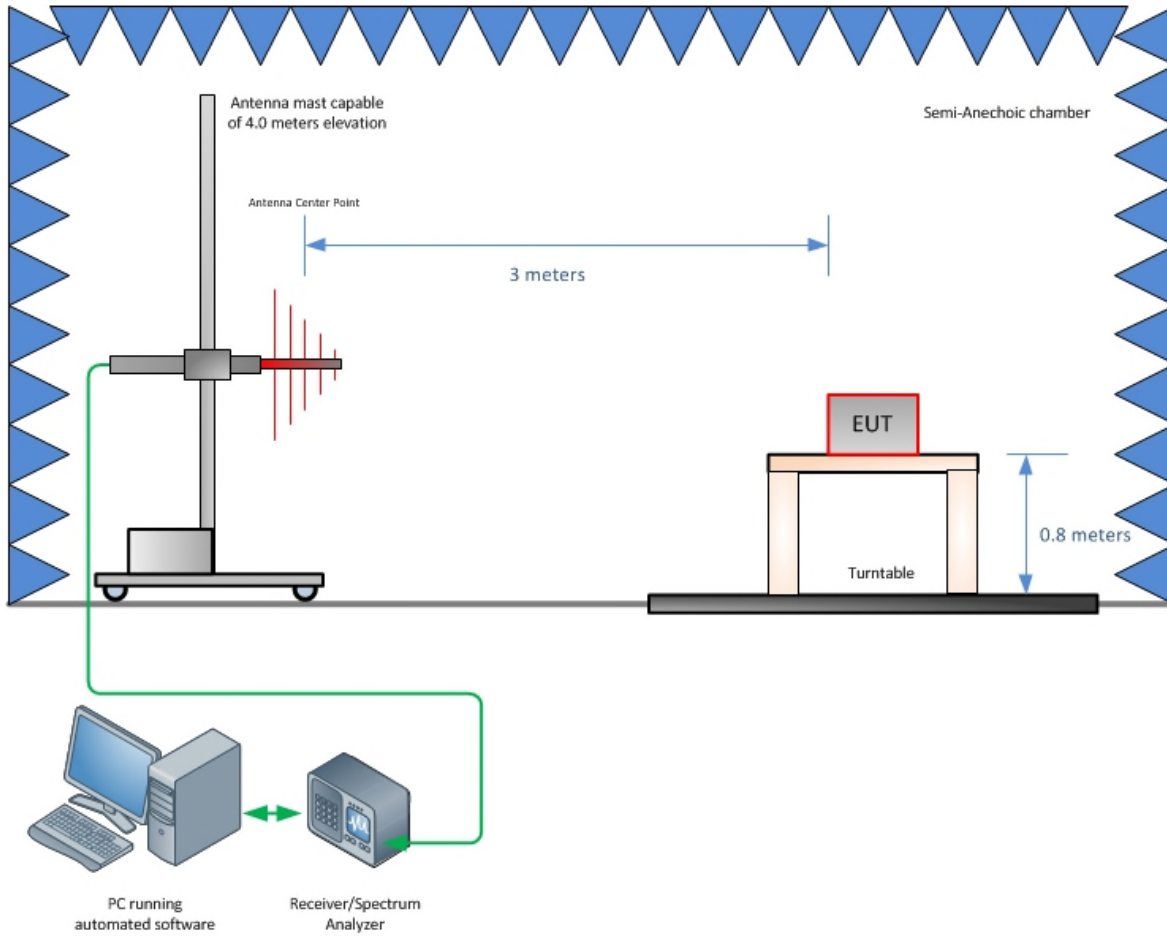 Antenna mast capable
of 4.0 meters elevation
Semi-Anechoic chamber
Antenna Center Point
3 meters
EUT
0.8 meters
Turntable
PC running
automated software
Receiver/Spectrum
Analyzer